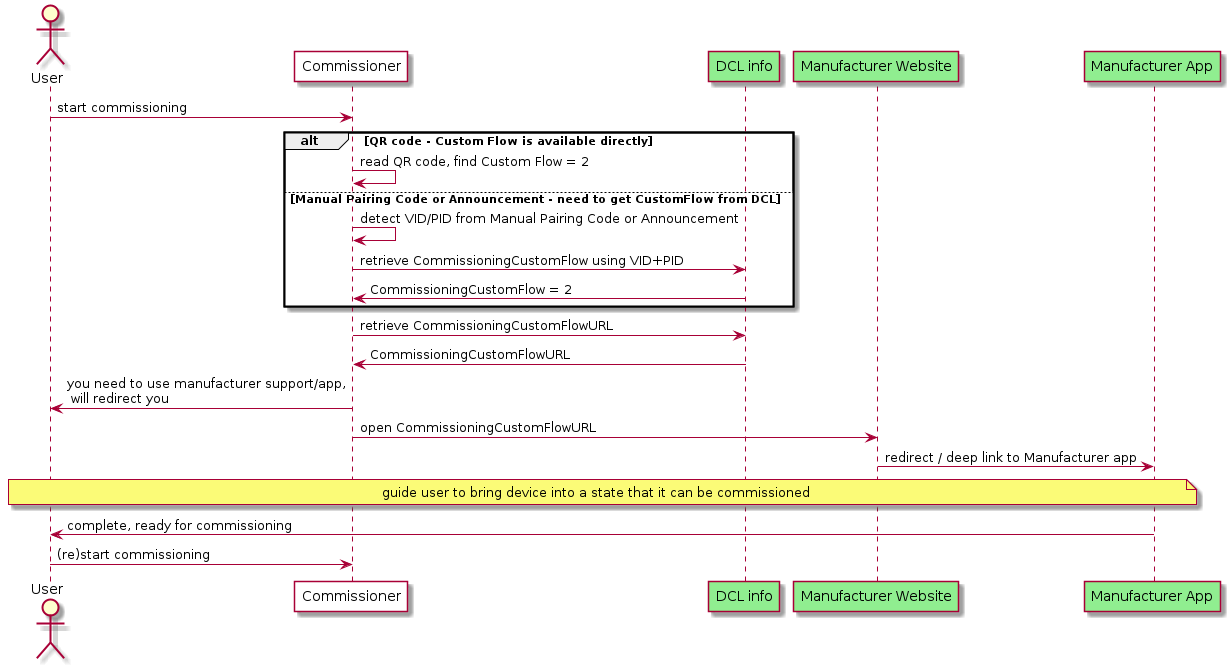 User
Commissioner
DCL info
Manufacturer Website
Manufacturer App
start commissioning
alt
[QR code - Custom Flow is available directly]
read QR code, find Custom Flow = 2
[Manual Pairing Code or Announcement - need to get CustomFlow from DCL]
detect VID/PID from Manual Pairing Code or Announcement
retrieve CommissioningCustomFlow using VID+PID
CommissioningCustomFlow = 2
retrieve CommissioningCustomFlowURL
CommissioningCustomFlowURL
you need to use manufacturer support/app,
will redirect you
open CommissioningCustomFlowURL
redirect / deep link to Manufacturer app
guide user to bring device into a state that it can be commissioned
complete, ready for commissioning
(re)start commissioning
User
Commissioner
DCL info
Manufacturer Website
Manufacturer App